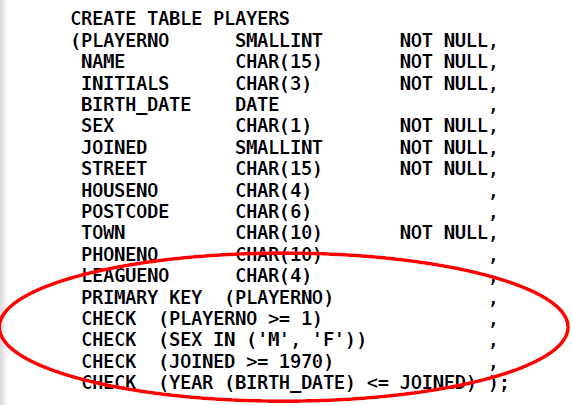 CREATE TABLE PLAYERS
(PLAYERNO SMALLINT NOT NULL,
NAME CHAR(15) NOT NULL,
INITIALS CHAR(3) NOT NULL,
BIRTH_DATE DATE ,
SEX CHAR(1) NOT NULL,
JOINED SMALLINT NOT NULL,
STREET CHAR(15) NOT NULL,
HOUSENO CHAR(4) ,
POSTCODE CHAR(6) ,
TOWN CHAR(10) NOT NULL,
PHONENO CHAR(10) ,
LEAGUENO CHAR(4) ,
PRIMARY KEY (PLAYERNO) ,
CHECK (PLAYERNO >= 1) ,
CHECK (SEX IN ('M', 'F')) ,
CHECK (JOINED >= 1970) ,
CHECK (YEAR (BIRTH_DATE) <= JOINED) );